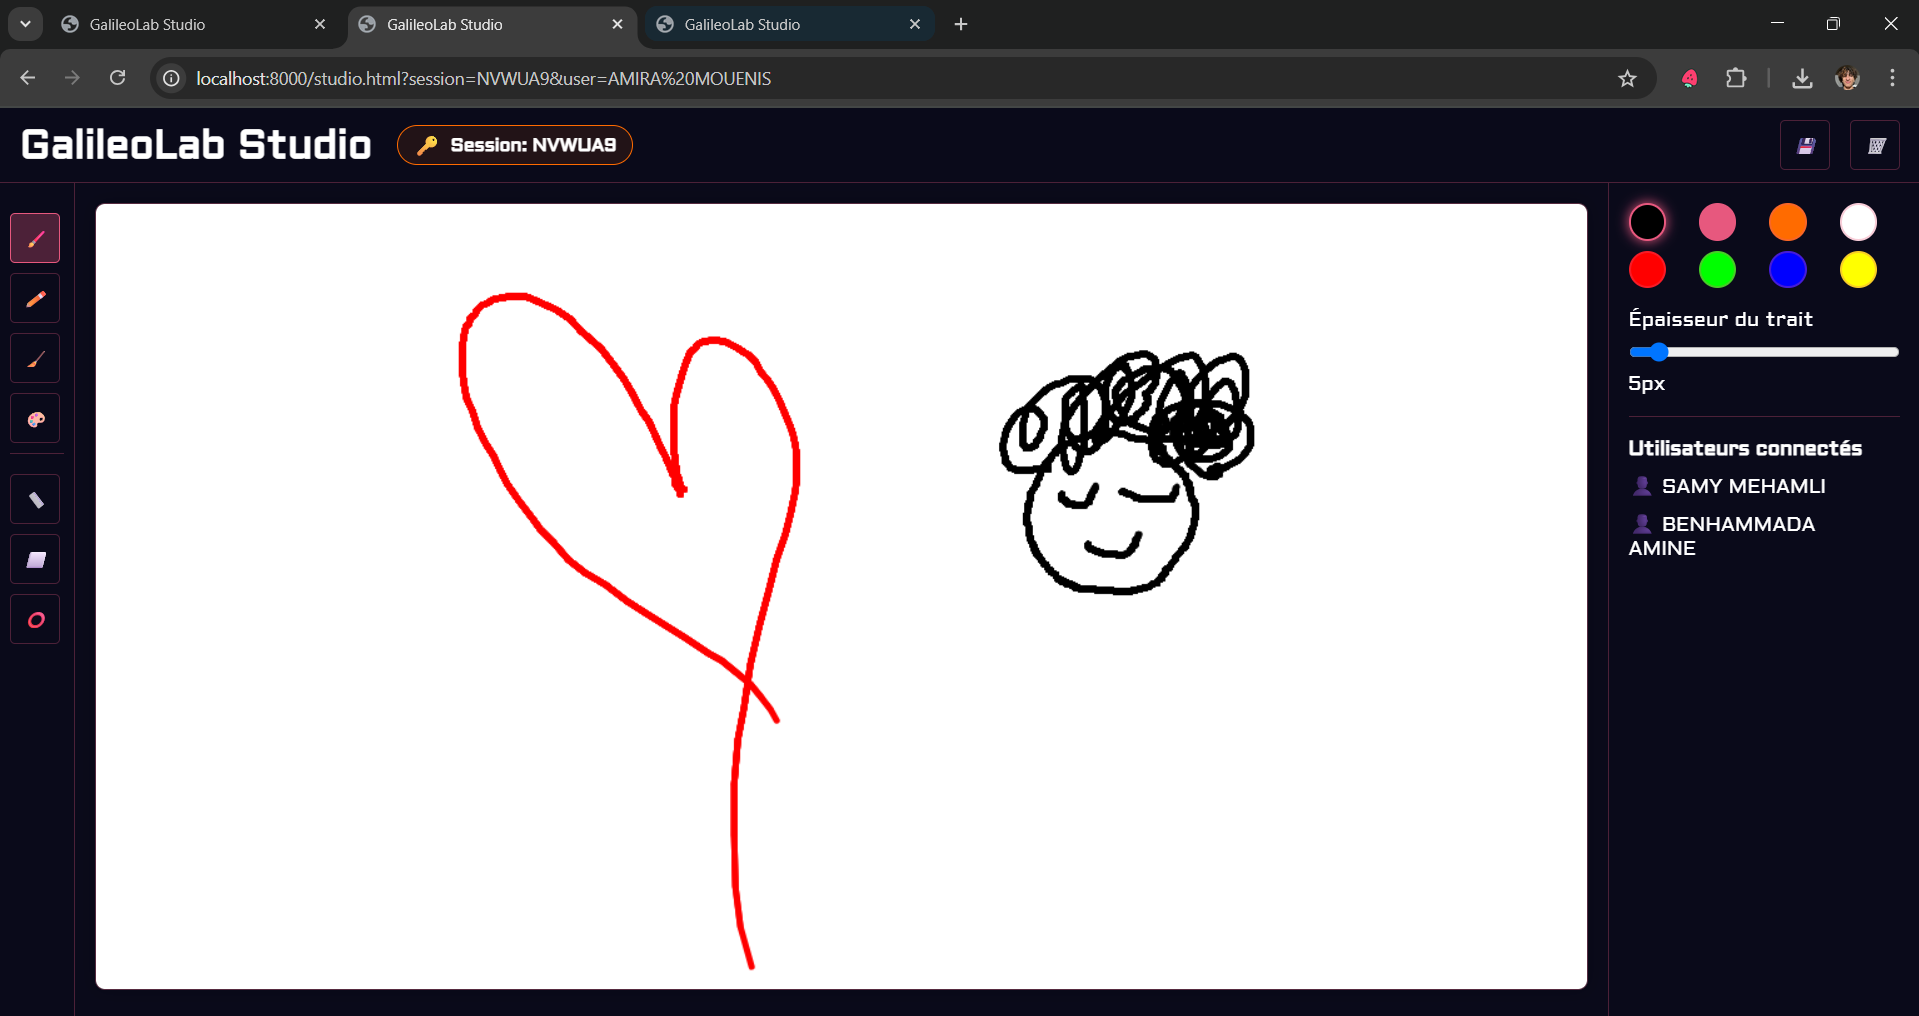 GalileoLab Studio
GalileoLab Studio
GalileoLab Studio
localhost:8000/studio.html?session=NVWUA9&user=AMIRA%20MOUENIS
GalileoLab Studio
Session: NVWUA9
Épaisseur du trait
5px
Utilisateurs connectés
SAMY MEHAMLI
BENHAMMADA
AMINE